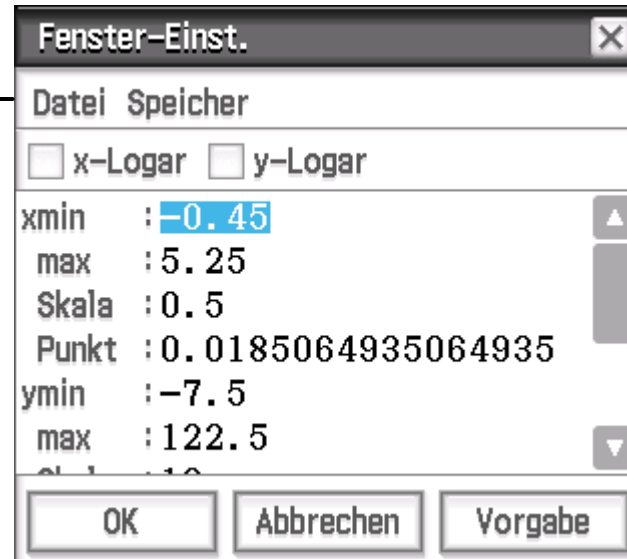 Fenster-Einst.
Datei Speicher
x-Logar y-Logar
xmin :-0.45
max :5.25
Skala :0.5
Punkt :0.0185064935064935
ymin :-7.5
max :122.5
OK Abbrechen Vorgabe